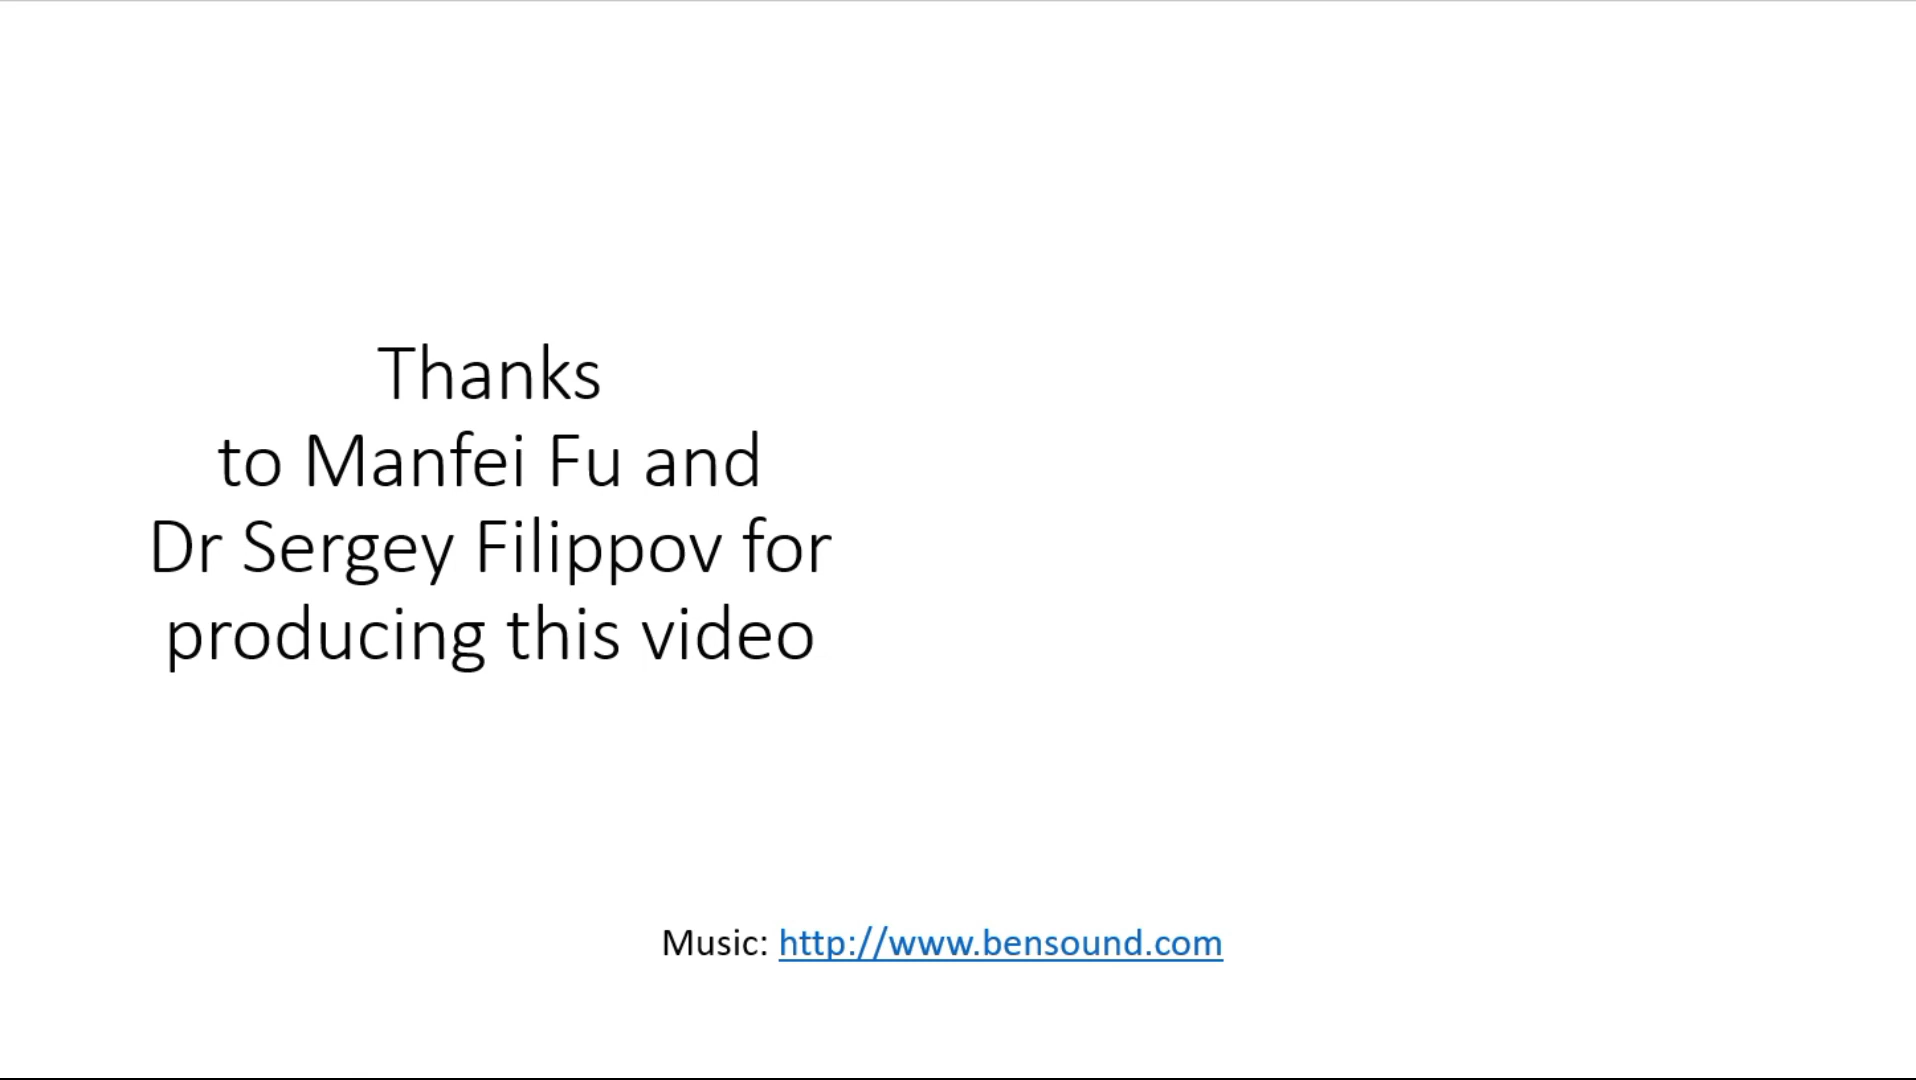 Thanks
to Manfei Fu and
Dr Sergey Filippov for
producing this video
Music: http://www.bensound.com